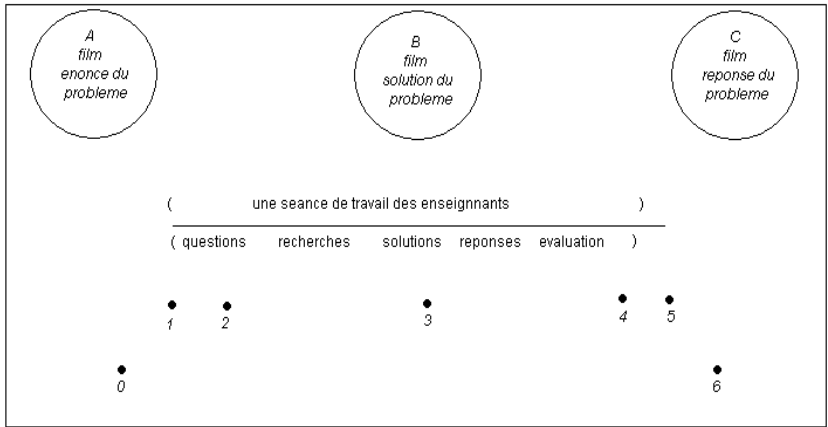 A
film
enonce du
probleme
B
film
solution du
probleme
C
film
reponse du
probleme
( une seance de travail des enseignnants )
( questions recherches solutions reponses evaluation )
1 2 3 4 5
0 6